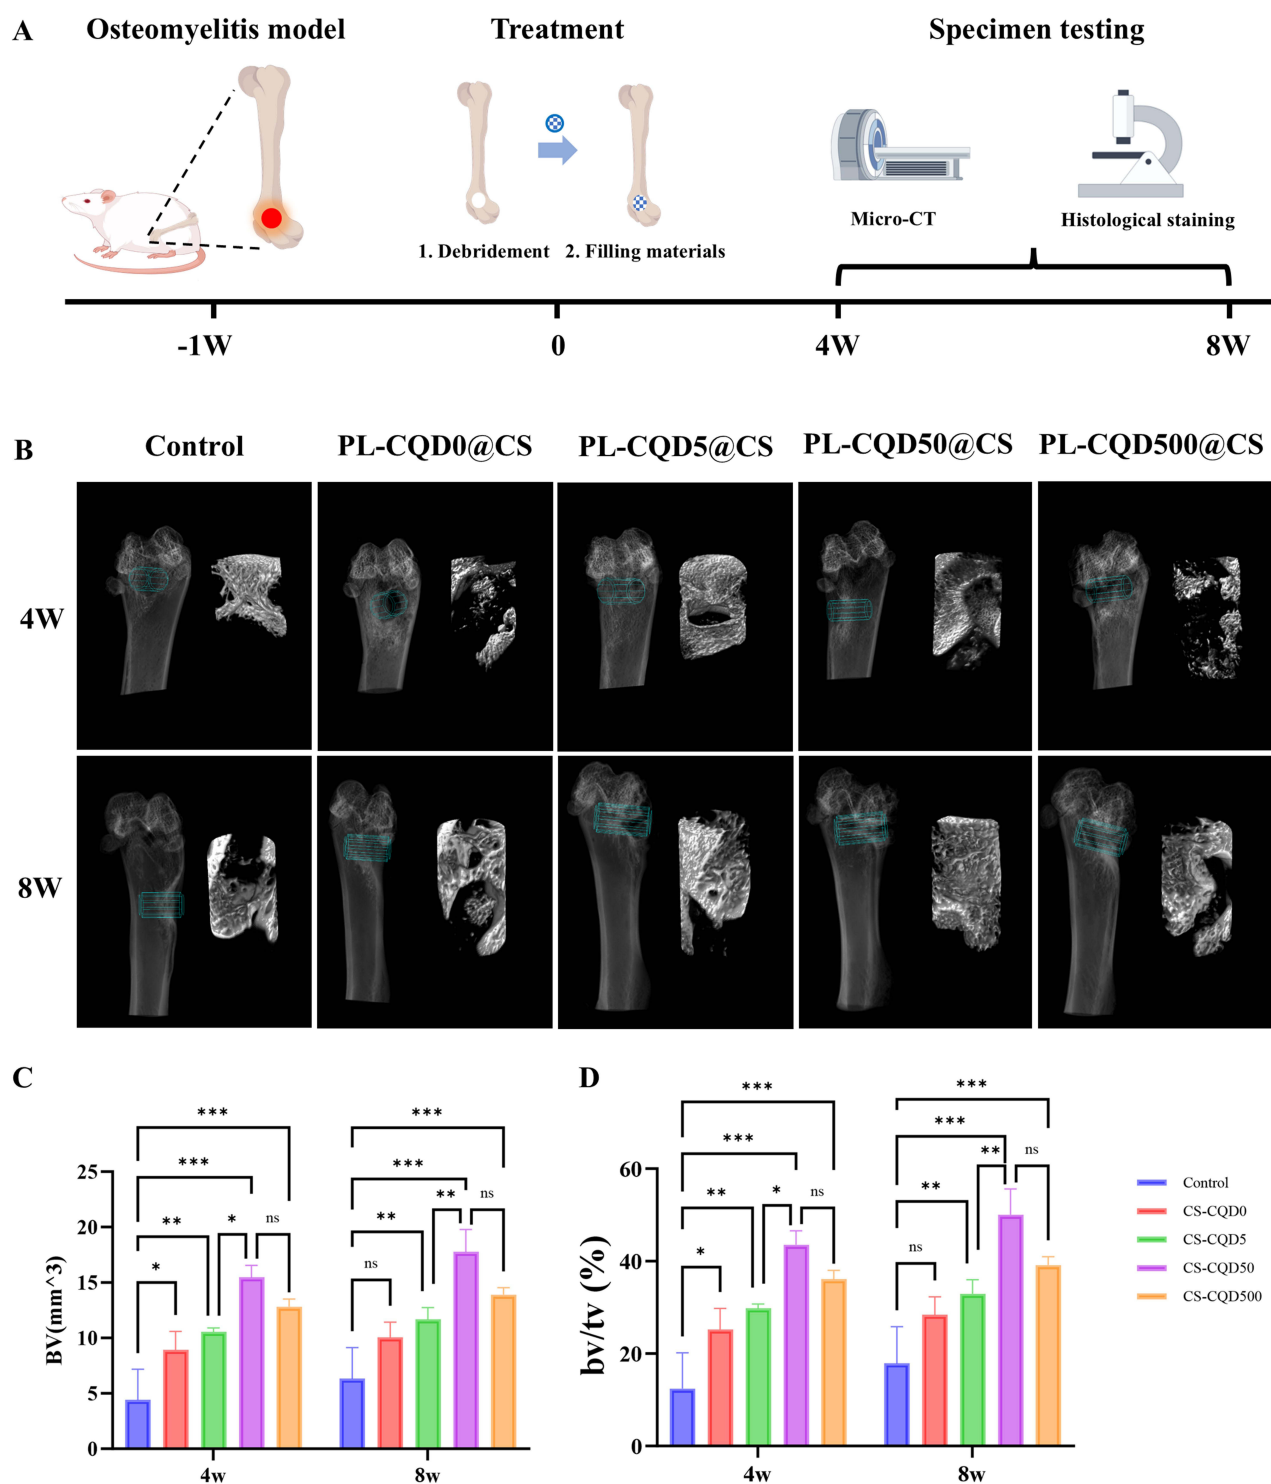 A
Osteomyelitis model
Treatment
Specimen testing
1. Debridement
2. Filling materials
Micro-CT
Histological staining
-1W
0
4W
8W
B
Control
PL-CQD0@CS
PL-CQD5@CS
PL-CQD50@CS
PL-CQD500@CS
4W
8W
C
BV(mm^3)
25
20
15
10
5
0
***
***
**
*
*
ns
***
***
**
**
ns
ns
4w
8w
D
bv/tv (%)
60
40
20
0
***
***
**
*
*
ns
***
***
**
**
ns
ns
4w
8w
Control
CS-CQD0
CS-CQD5
CS-CQD50
CS-CQD500